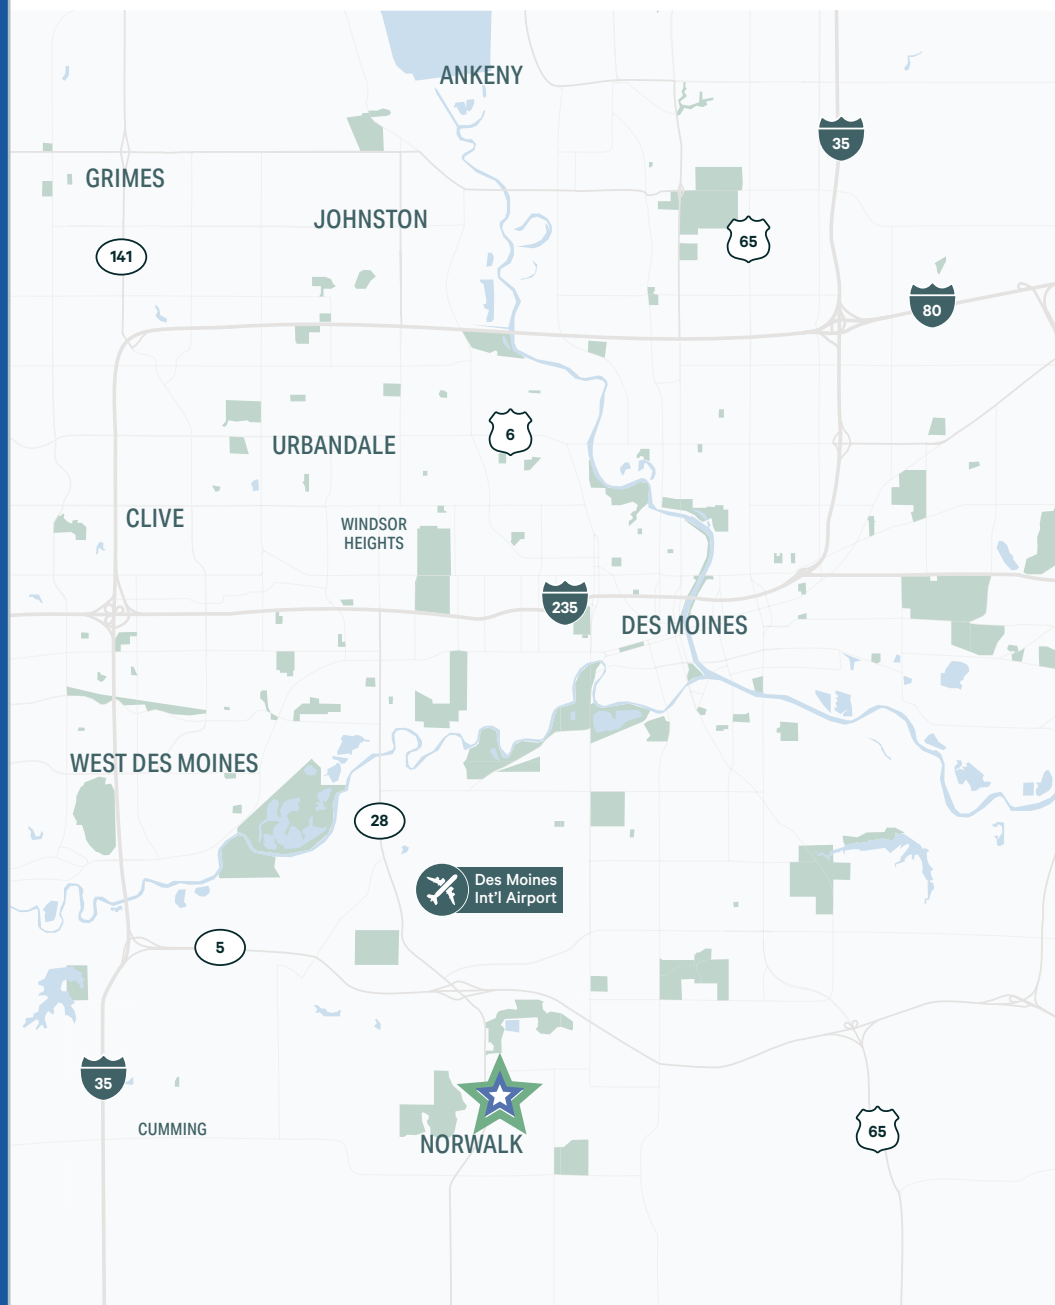 ANKENY
35
GRIMES
JOHNSTON
65
141
80
6
URBANDALE
CLIVE
WINDSOR
HEIGHTS
235
DES MOINES
WEST DES MOINES
28
Des Moines
Int'l Airport
5
35
CUMMING
65
NORWALK